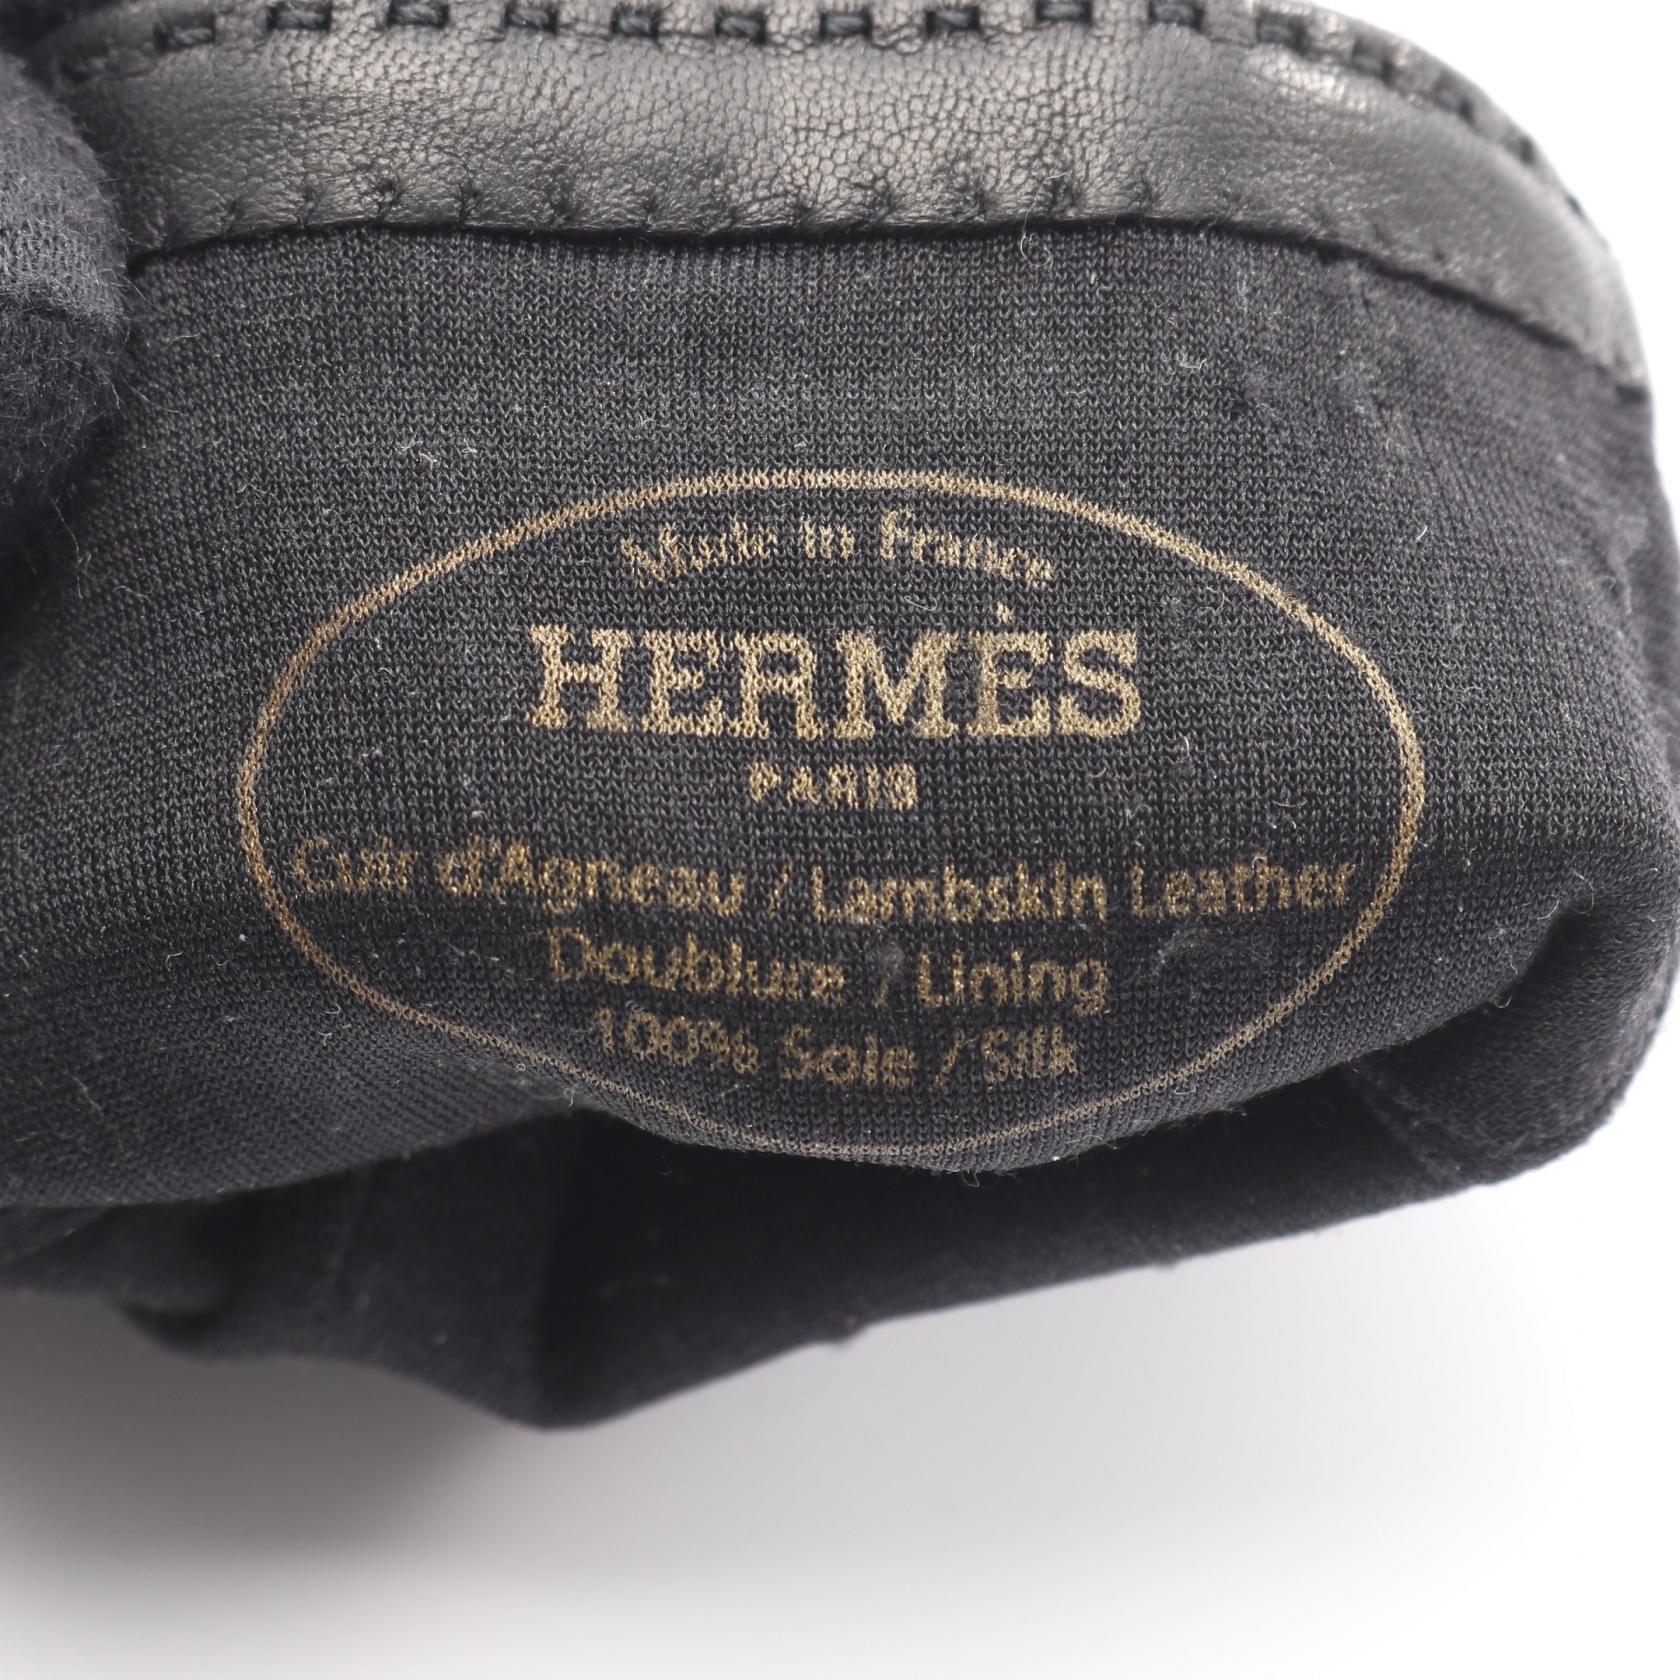 Made in France
HERMÈS
PARIS
Cuir d'Agneau / Lambskin Leather
Doublure / Lining
100% Soie / Silk